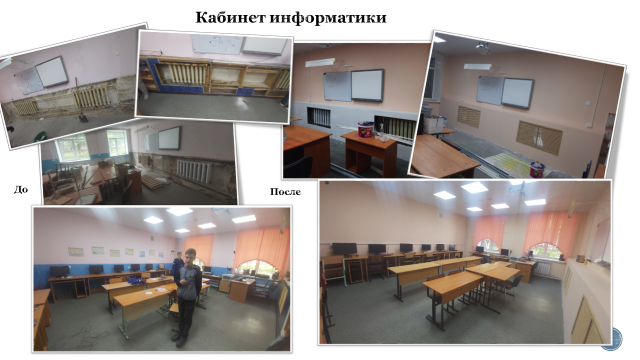 Кабинет информатики
До
После